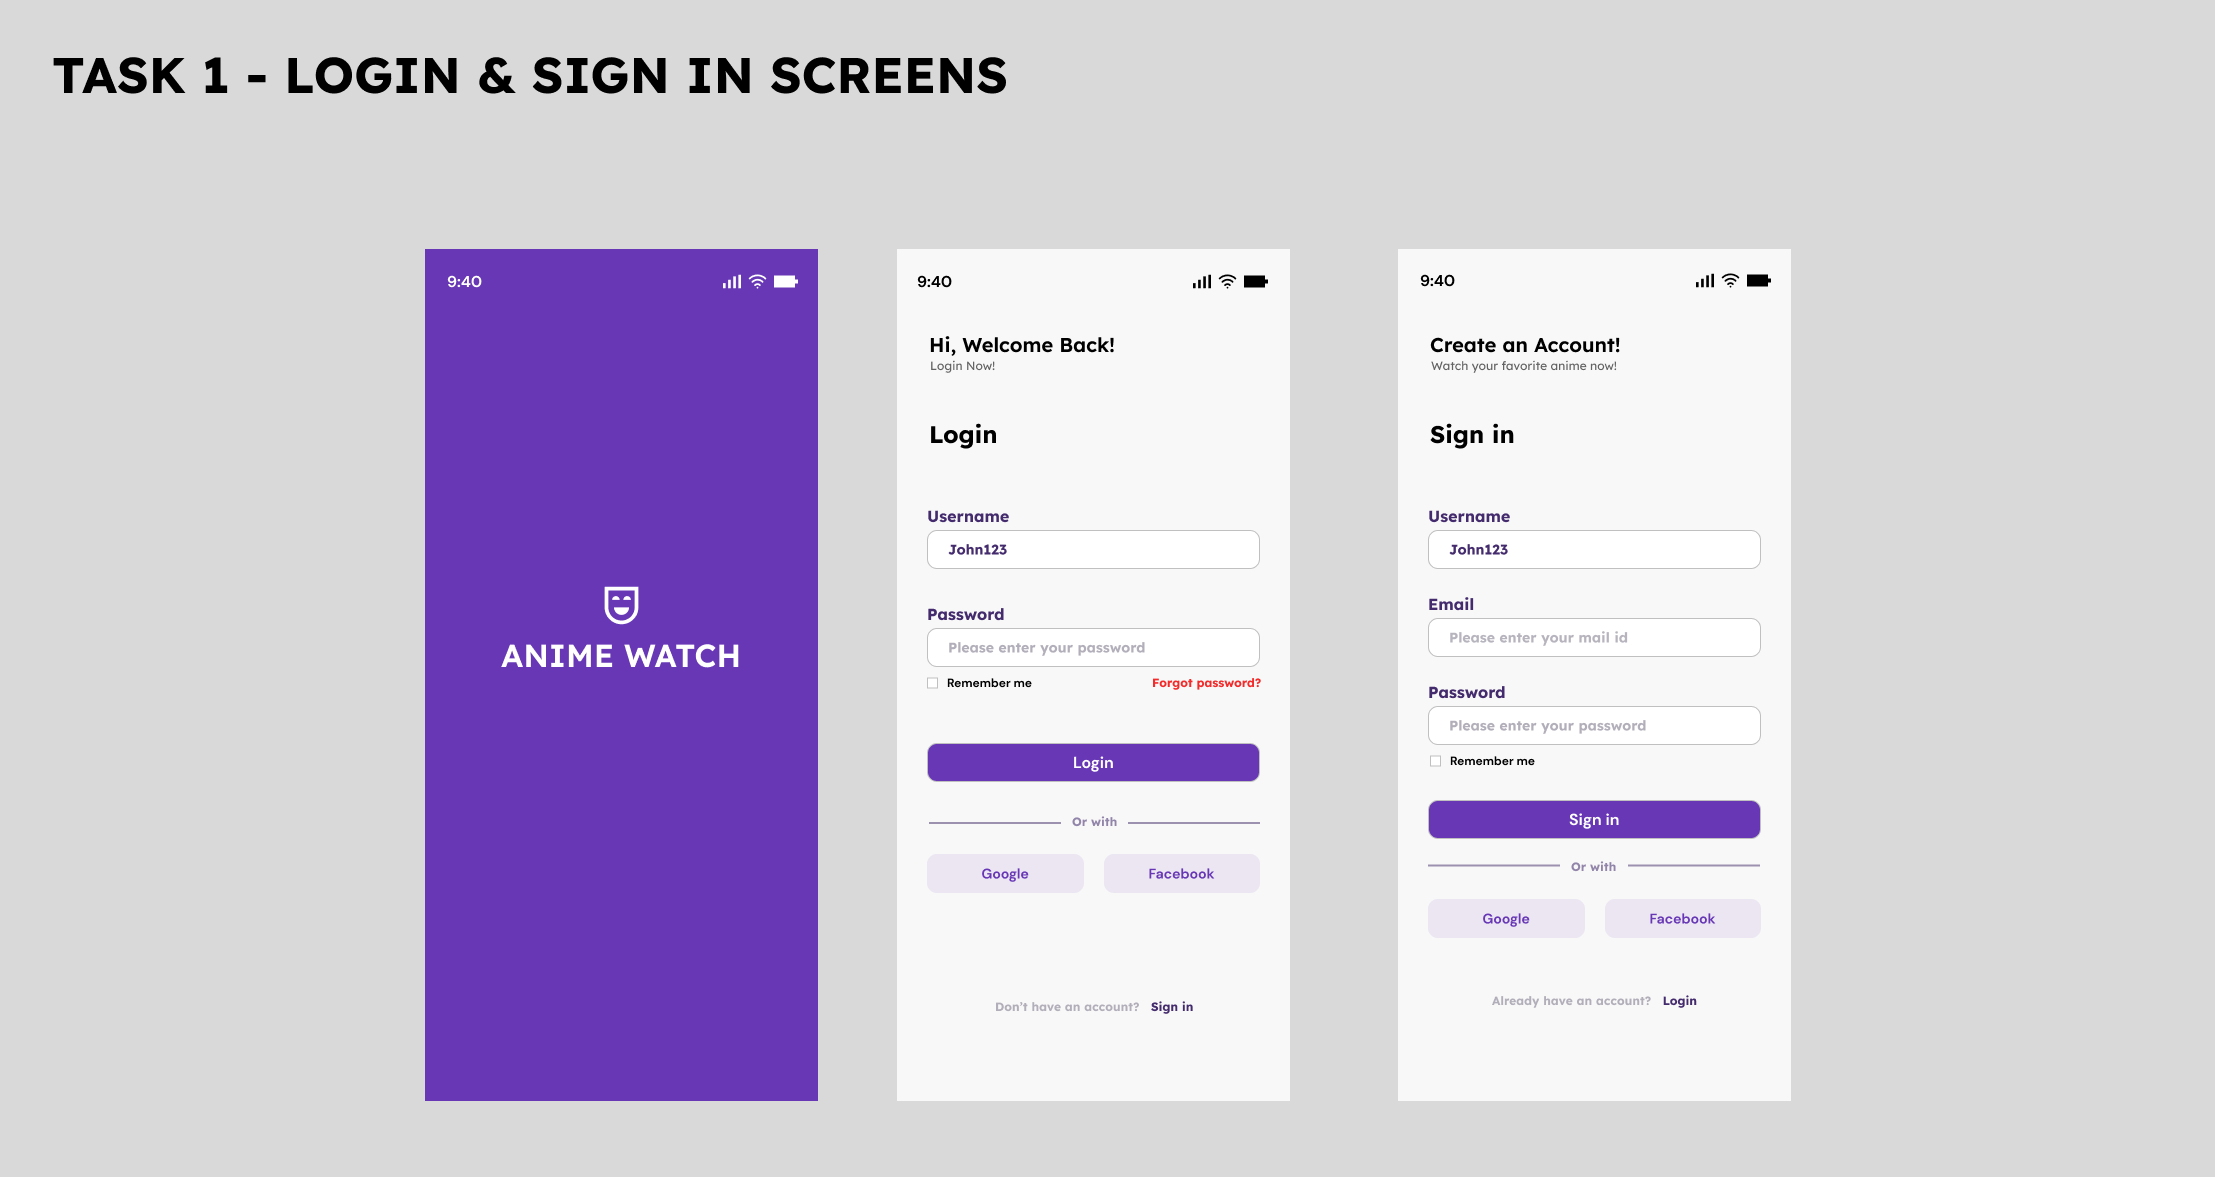 TASK 1 - LOGIN & SIGN IN SCREENS
9:40
ANIME WATCH
9:40
Hi, Welcome Back!
Login Now!
Login
Username
John123
Password
Please enter your password
Remember me
Forgot password?
Login
Or with
Google
Facebook
Don't have an account? Sign in
9:40
Create an Account!
Watch your favorite anime now!
Sign in
Username
John123
Email
Please enter your mail id
Password
Please enter your password
Remember me
Sign in
Or with
Google
Facebook
Already have an account? Login